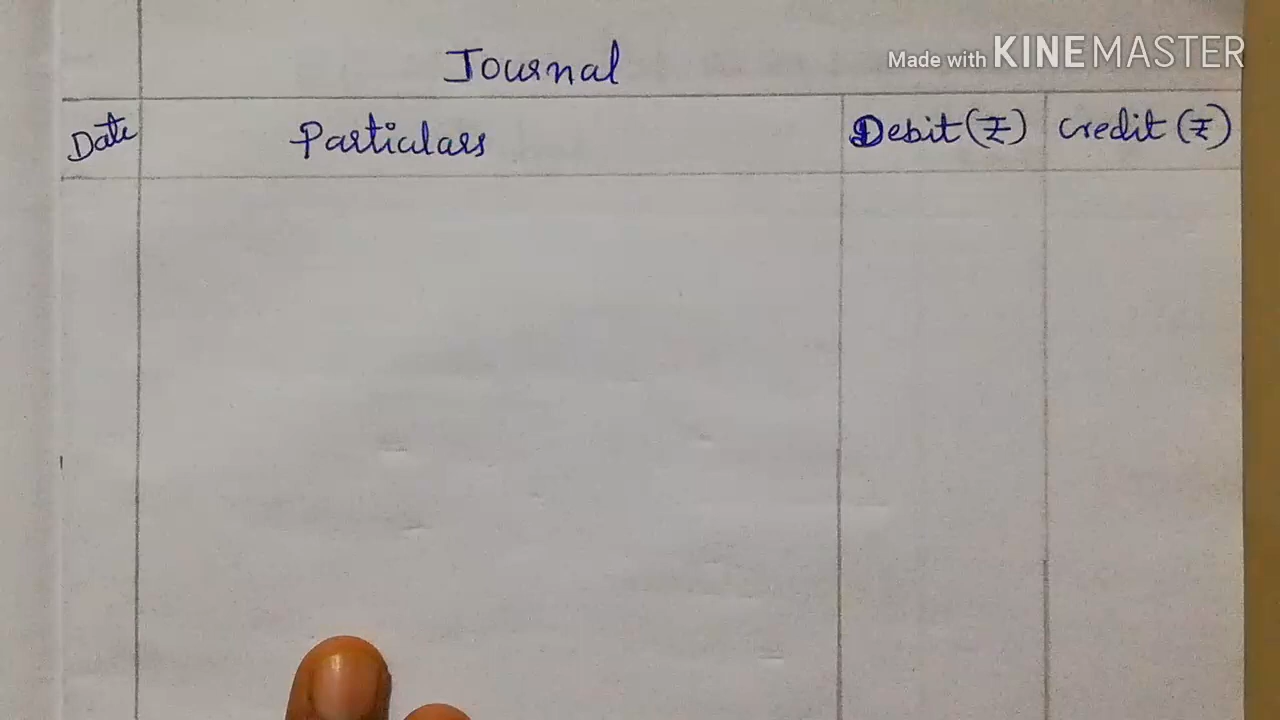 Made with KINEMASTER
Journal
Date Particulars Debit (₹) Credit (₹)